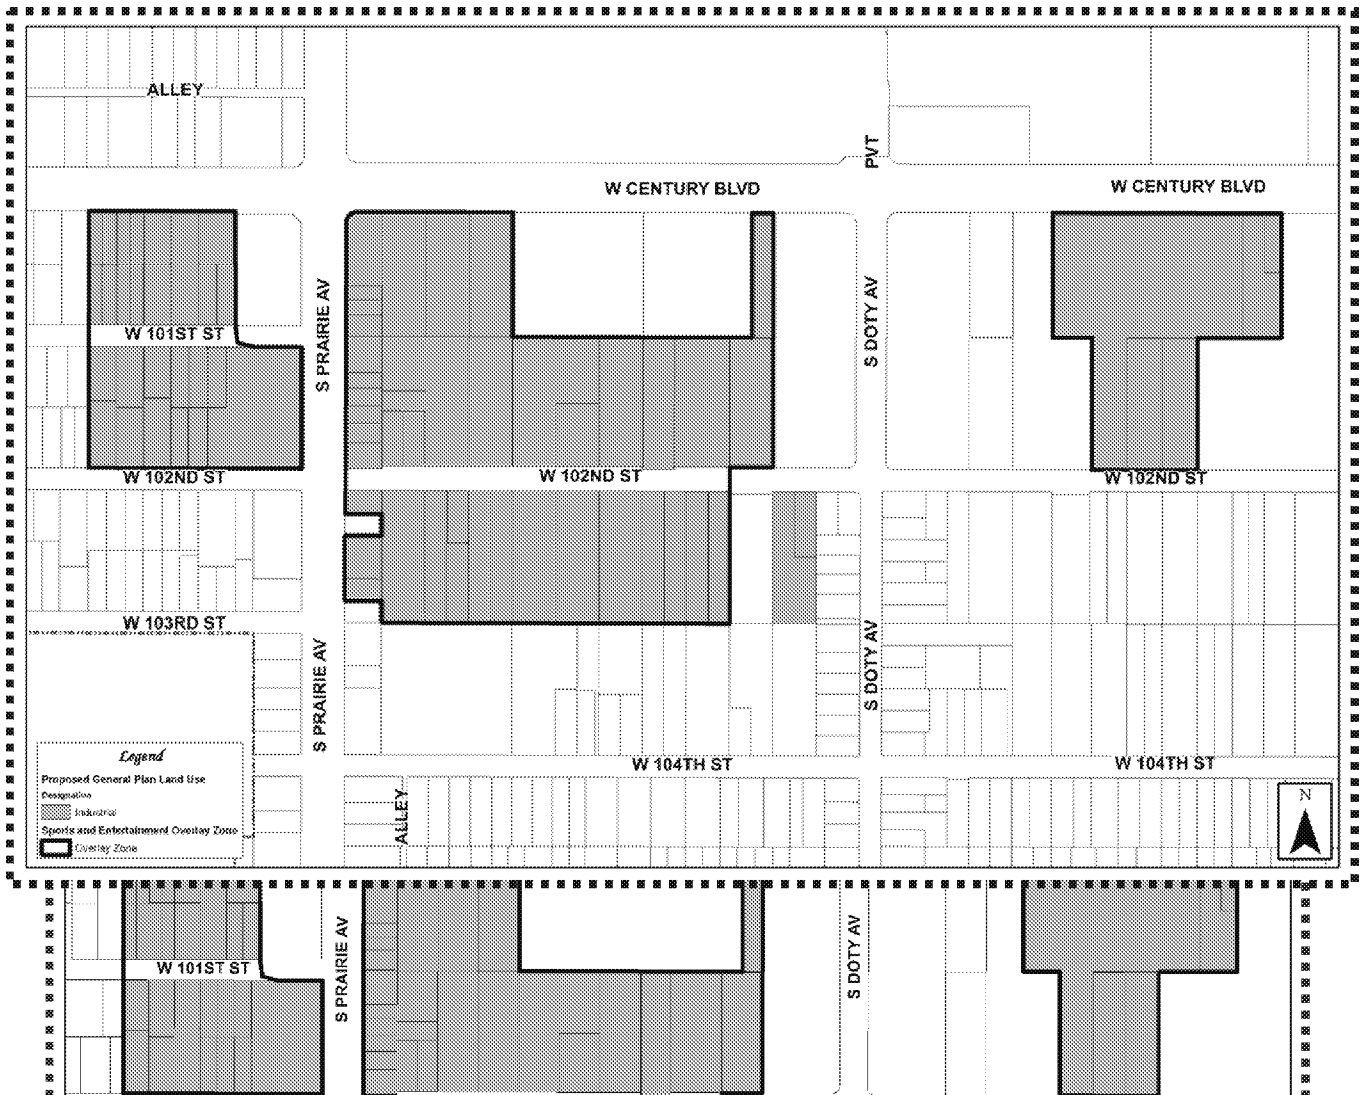 ALLEY
PVT
W CENTURY BLVD
W CENTURY BLVD
S PRAIRIE AV
S DOTY AV
W 101ST ST
W 102ND ST
W 102ND ST
W 102ND ST
W 103RD ST
S PRAIRIE AV
S DOTY AV
W 104TH ST
W 104TH ST
ALLEY
Legend
Proposed General Plan Land Use
Designation
Industrial
Sports and Entertainment Overlay Zone
Overlay Zone
N
W 101ST ST
S PRAIRIE AV
S DOTY AV